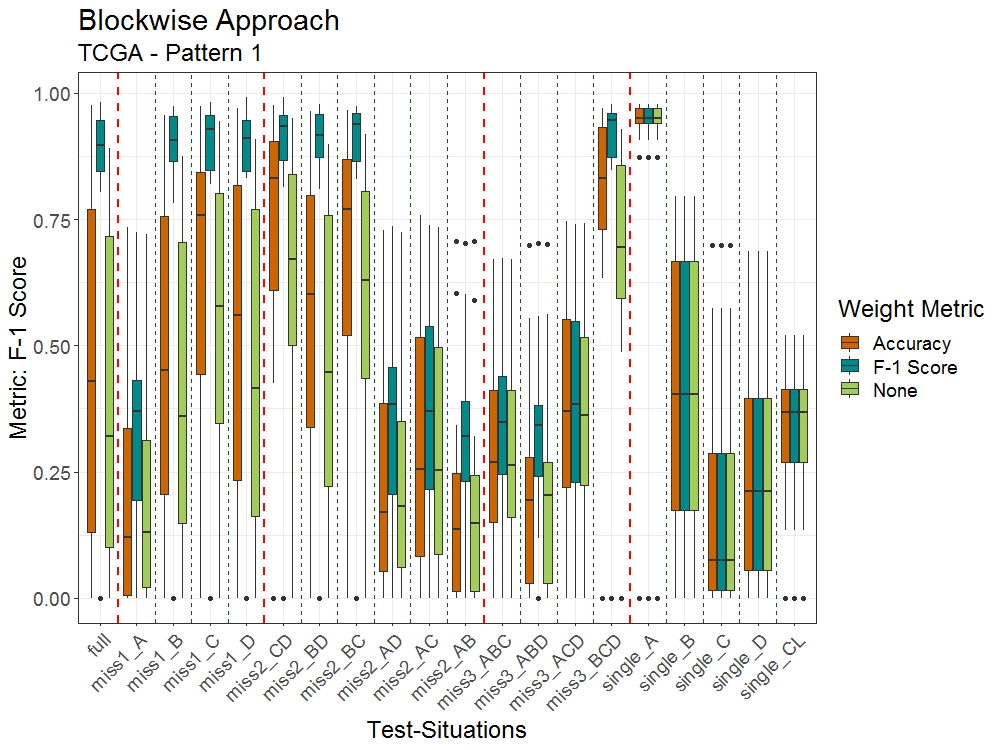 Blockwise Approach
TCGA - Pattern 1
Metric: F-1 Score
1.00
0.75
0.50
0.25
0.00
full
miss1_A
miss1_B
miss1_C
miss1_D
miss2_CD
miss2_BD
miss2_BC
miss2_AD
miss2_AC
miss2_AB
miss3_ABC
miss3_ABD
miss3_ACD
miss3_BCD
single_A
single_B
single_C
single_D
single_CL
Test-Situations
Weight Metric
Accuracy
F-1 Score
None